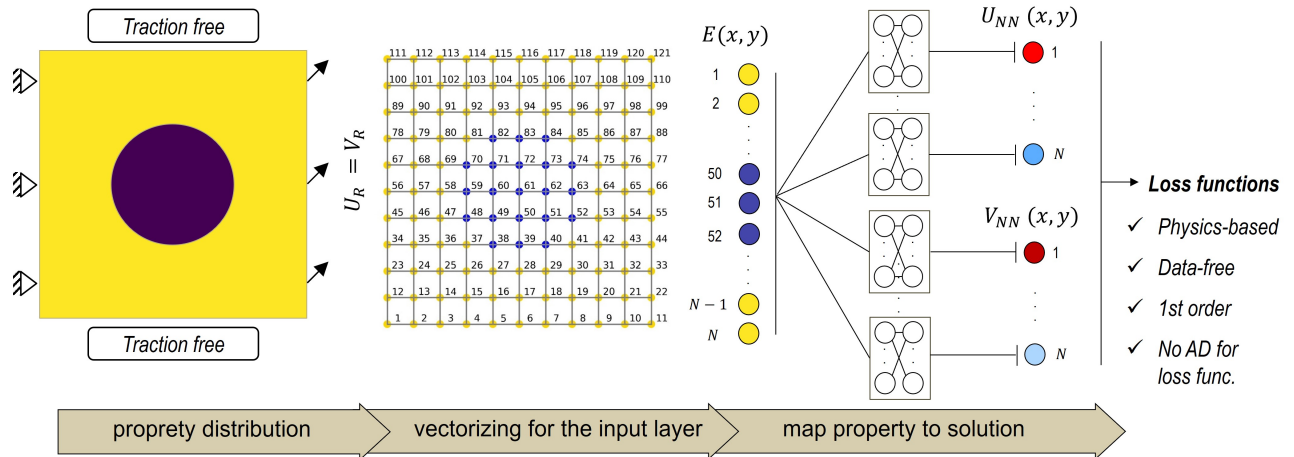 Traction free
Traction free
U_R = V_R
111 112 113 114 115 116 117 118 119 120 121
100 101 102 103 104 105 106 107 108 109 110
89 90 91 92 93 94 95 96 97 98 99
78 79 80 81 82 83 84 85 86 87 88
67 68 69 70 71 72 73 74 75 76 77
56 57 58 59 60 61 62 63 64 65 66
45 46 47 48 49 50 51 52 53 54 55
34 35 36 37 38 39 40 41 42 43 44
23 24 25 26 27 28 29 30 31 32 33
12 13 14 15 16 17 18 19 20 21 22
1 2 3 4 5 6 7 8 9 10 11
E(x, y)
1
2
50
51
52
N − 1
N
U_{NN} (x, y)
1
N
V_{NN} (x, y)
1
N
Loss functions
✓ Physics-based
✓ Data-free
✓ 1st order
✓ No AD for
loss func.
proprety distribution
vectorizing for the input layer
map property to solution